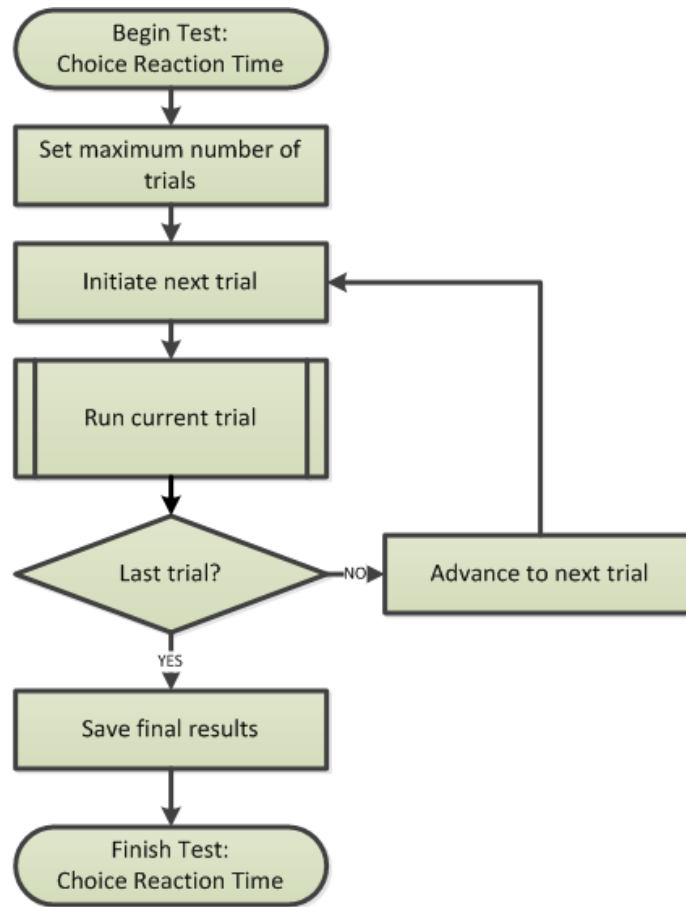 Begin Test:
Choice Reaction Time
Set maximum number of
trials
Initiate next trial
Run current trial
Last trial?
NO
Advance to next trial
YES
Save final results
Finish Test:
Choice Reaction Time